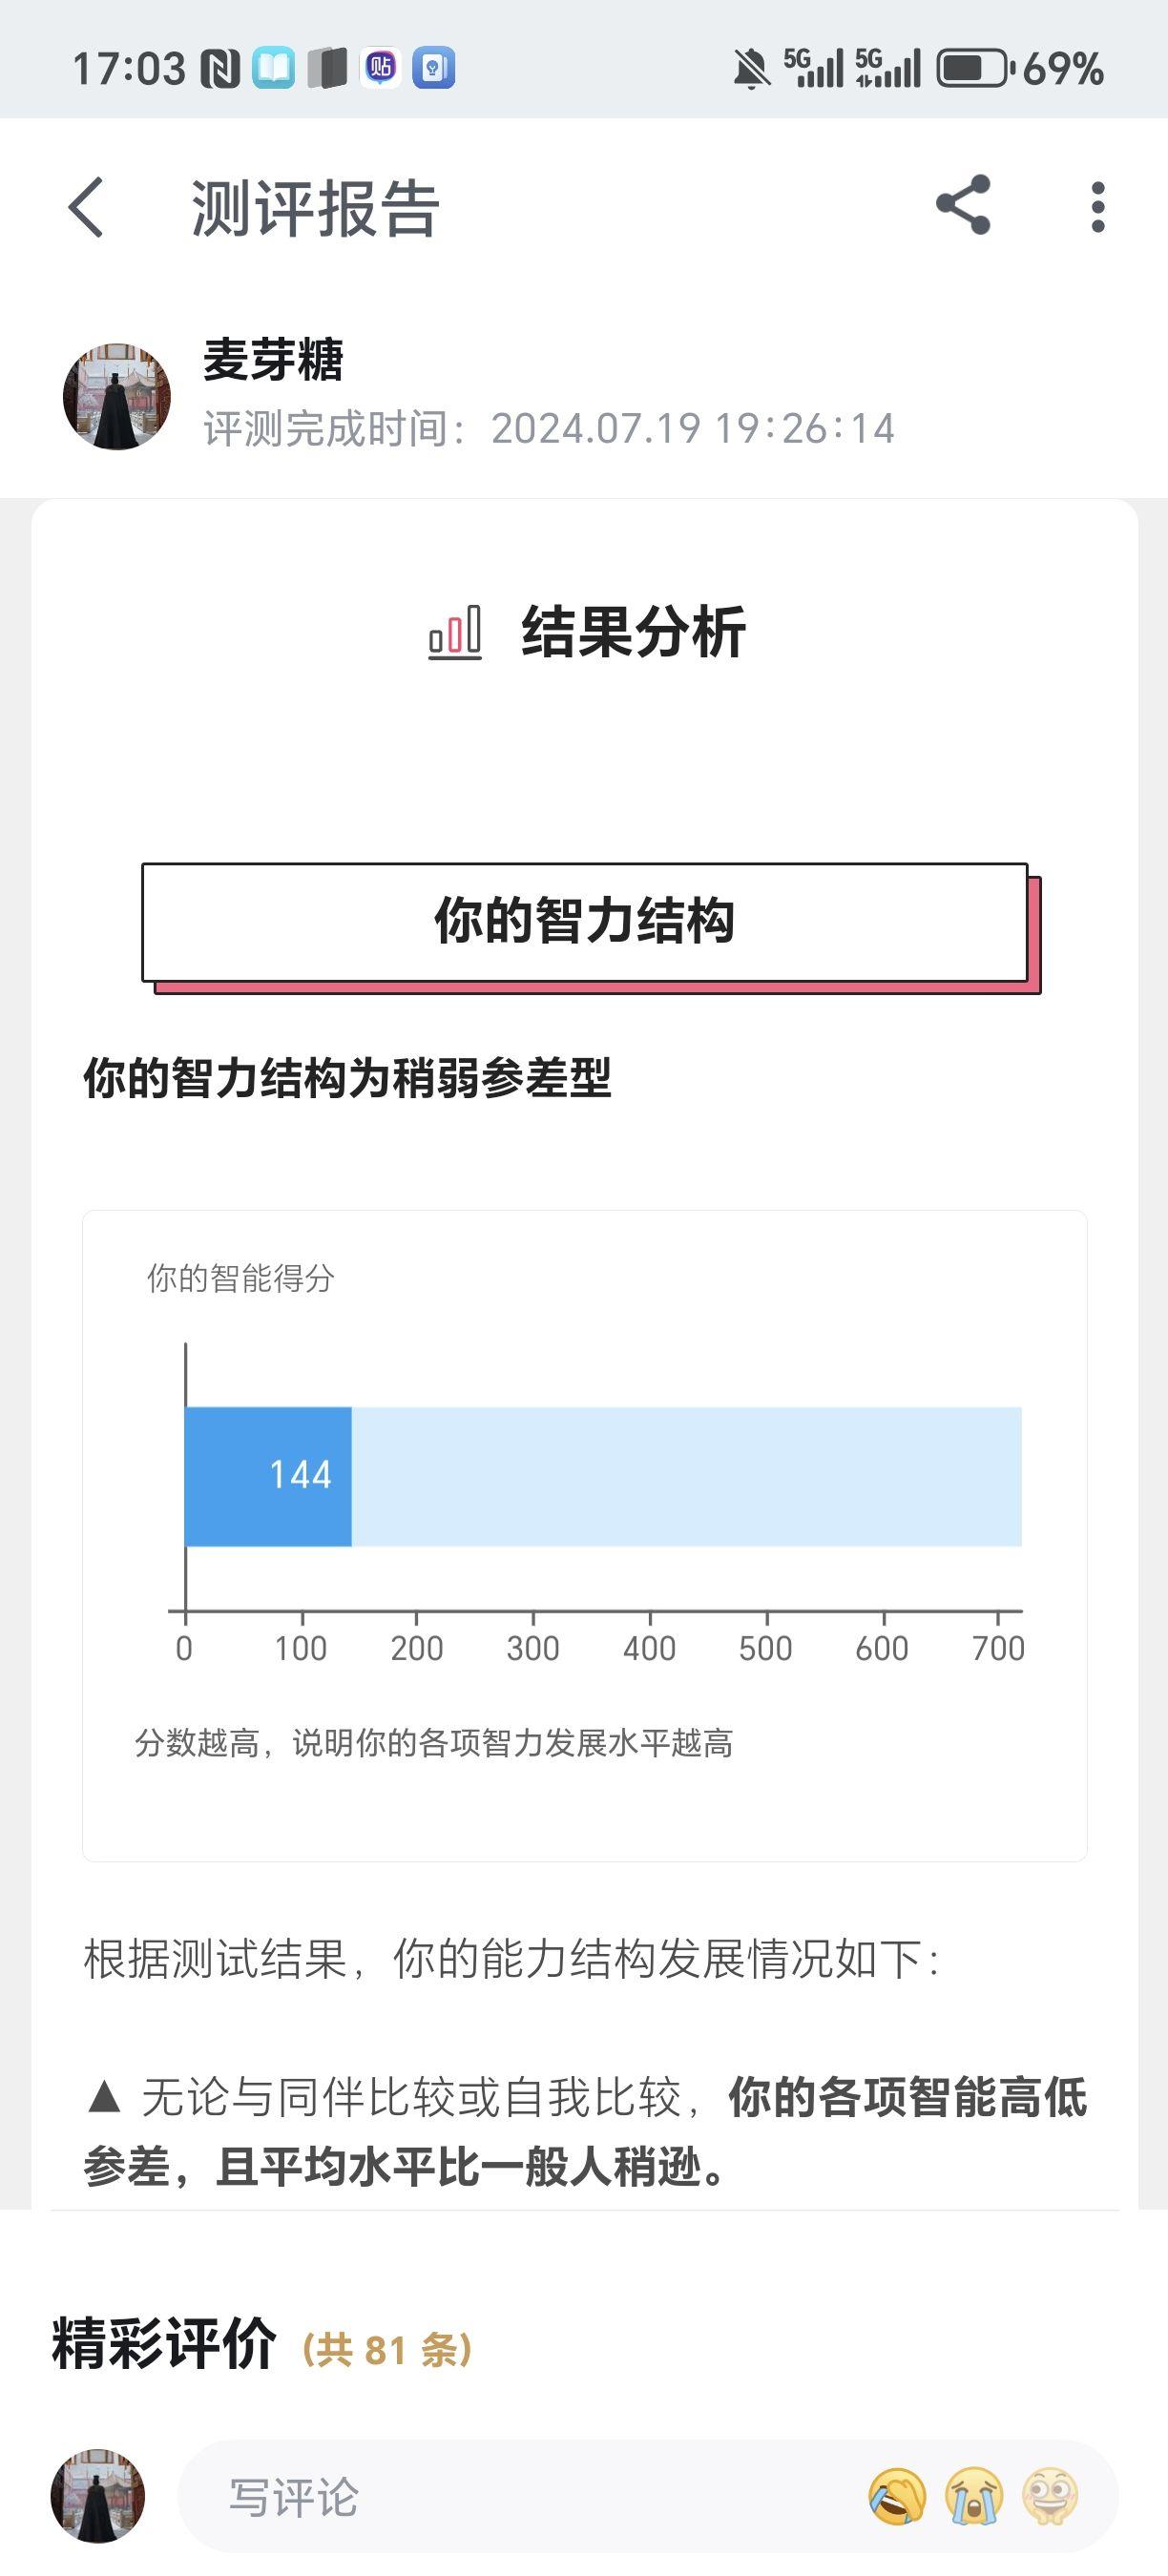 17:03 贴 5G 5G 69%
测评报告
麦芽糖
评测完成时间：2024.07.19 19:26:14
结果分析
你的智力结构
你的智力结构为稍弱参差型
你的智能得分
144
0 100 200 300 400 500 600 700
分数越高，说明你的各项智力发展水平越高
根据测试结果，你的能力结构发展情况如下：
▲ 无论与同伴比较或自我比较，你的各项智能高低
参差，且平均水平比一般人稍逊。
精彩评价 (共 81 条)
写评论